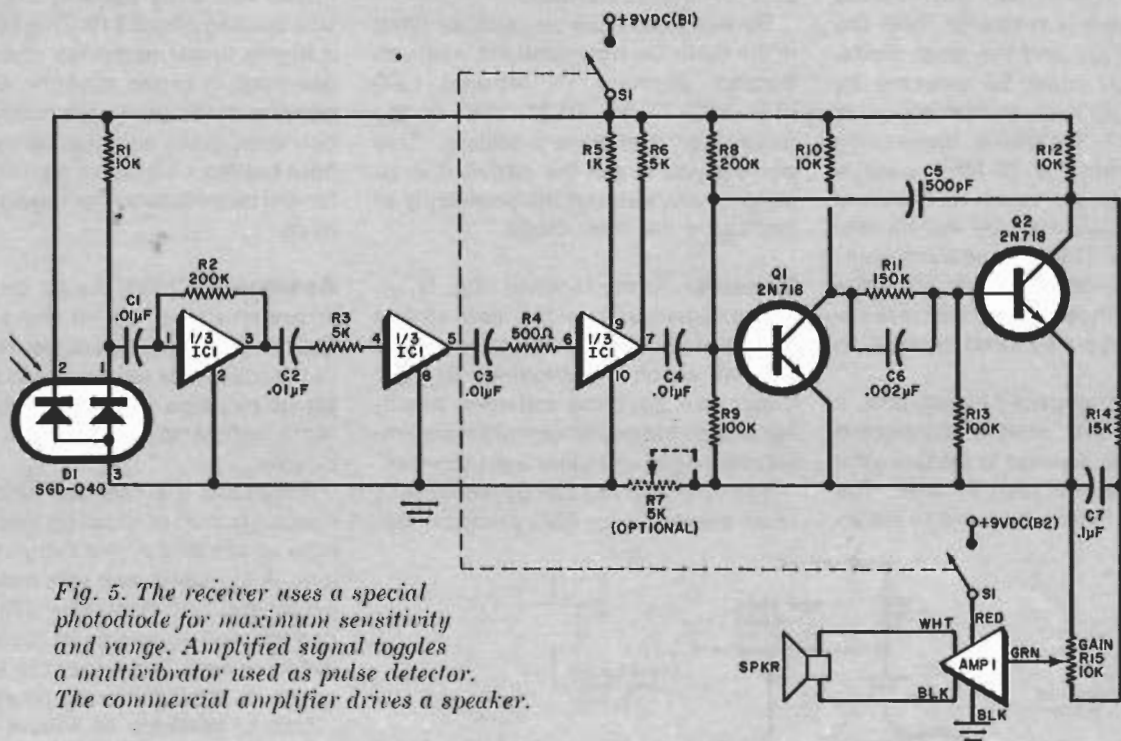 +9VDC(B1)
S1
R1
10K
R5
1K
R6
5K
R8
200K
R10
10K
R12
10K
C5
500pF
Q2
2N718
Q1
2N718
R2
200K
C1
.01µF
R11
150K
2 1
1 1/3 IC1 3
2
R3
5K
4 1/3 IC1 5
8
R4
500Ω
9
6 1/3 IC1 7
10
C2
.01µF
C3
.01µF
C4
.01µF
C6
.002µF
R9
100K
R13
100K
R14
15K
D1 3
SGD-040
R7
5K
(OPTIONAL)
C7
.1µF
+9VDC(B2)
S1
RED
WHT
SPKR
AMP1
GRN
GAIN
R15
10K
BLK
BLK
Fig. 5. The receiver uses a special
photodiode for maximum sensitivity
and range. Amplified signal toggles
a multivibrator used as pulse detector.
The commercial amplifier drives a speaker.